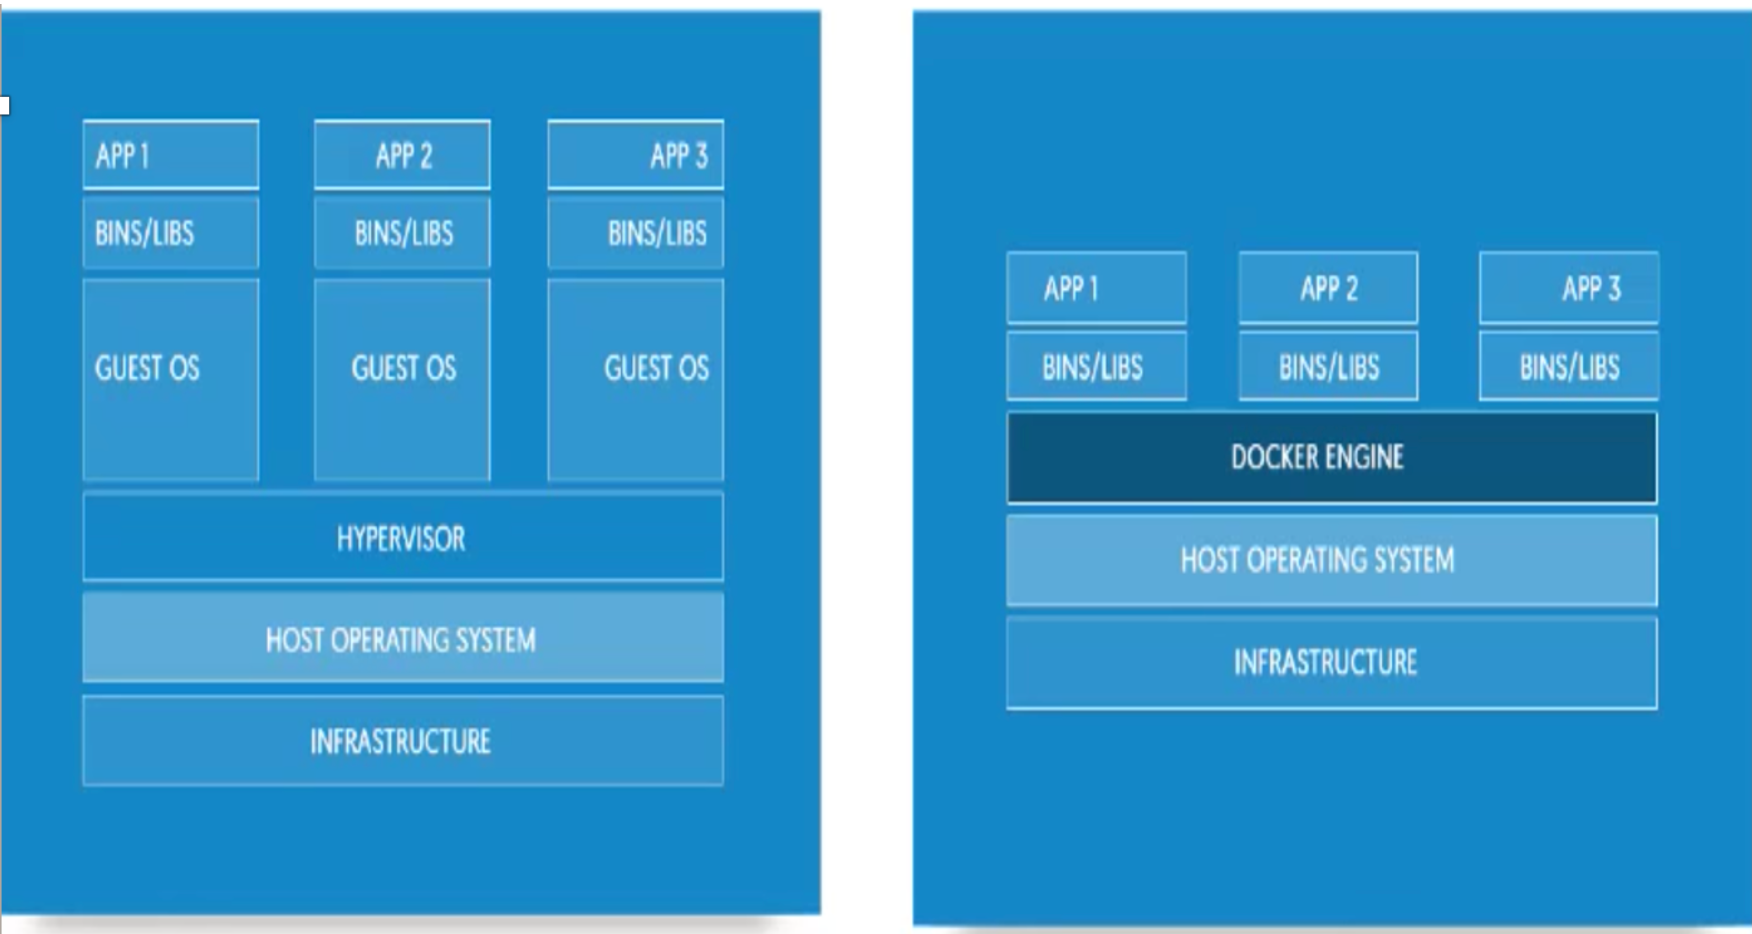 APP 1 APP 2 APP 3
BINS/LIBS BINS/LIBS BINS/LIBS
GUEST OS GUEST OS GUEST OS
HYPERVISOR
HOST OPERATING SYSTEM
INFRASTRUCTURE
APP 1 APP 2 APP 3
BINS/LIBS BINS/LIBS BINS/LIBS
DOCKER ENGINE
HOST OPERATING SYSTEM
INFRASTRUCTURE